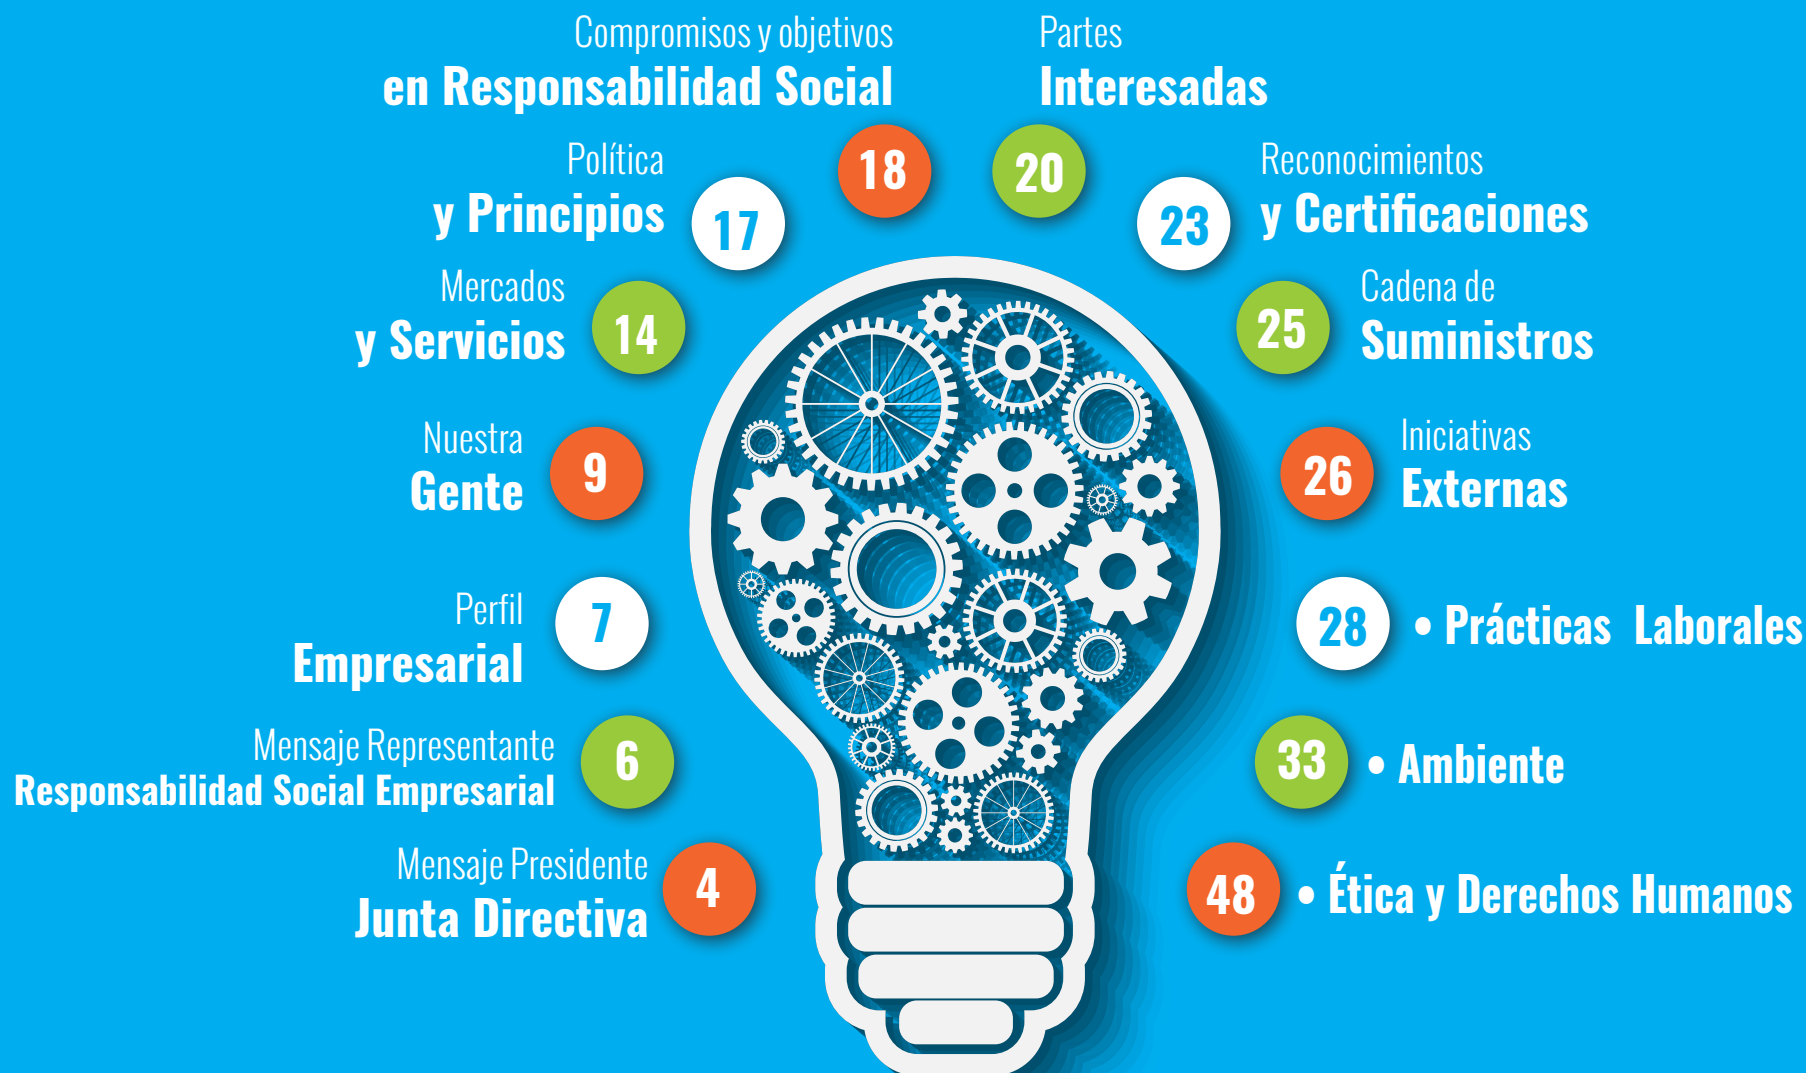 Compromisos y objetivos
en Responsabilidad Social
18
Partes
Interesadas
20
Política
y Principios
17
Reconocimientos
y Certificaciones
23
Mercados
y Servicios
14
Cadena de
Suministros
25
Nuestra
Gente
9
Iniciativas
Externas
26
Perfil
Empresarial
7
28
• Prácticas Laborales
Mensaje Representante
Responsabilidad Social Empresarial
6
33
• Ambiente
Mensaje Presidente
Junta Directiva
4
48
• Ética y Derechos Humanos